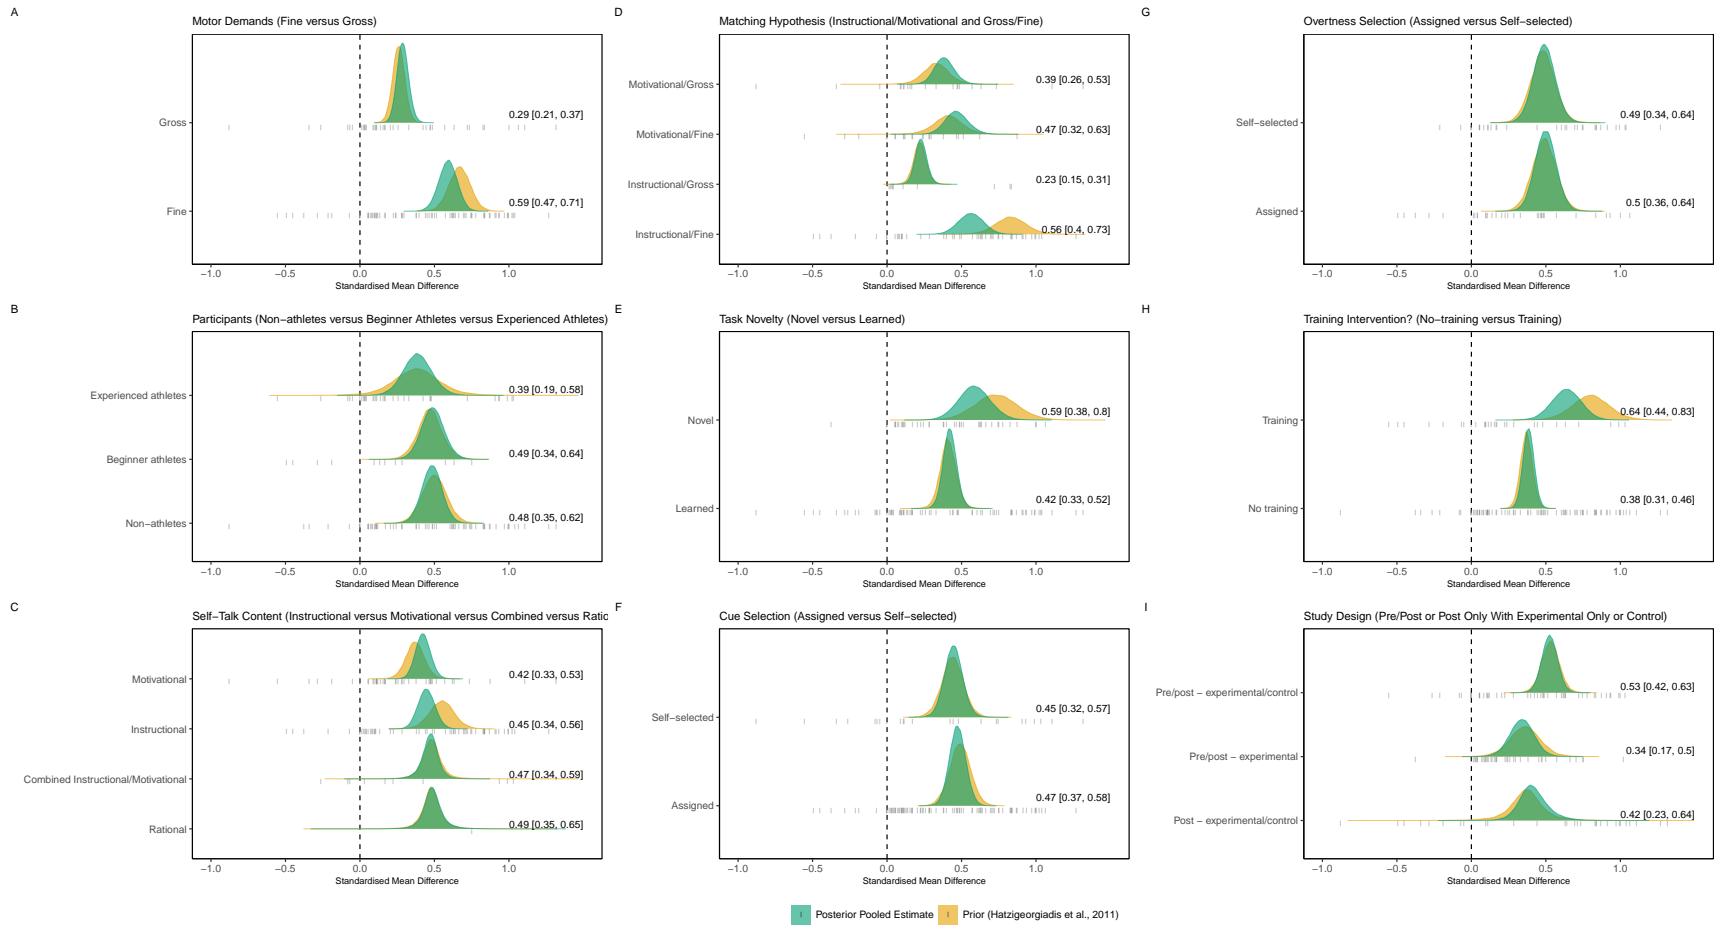 A
Motor Demands (Fine versus Gross)
Gross
0.29 [0.21, 0.37]
Fine
0.59 [0.47, 0.71]
−1.0 −0.5 0.0 0.5 1.0
Standardised Mean Difference
B
Participants (Non−athletes versus Beginner Athletes versus Experienced Athletes)
Experienced athletes
0.39 [0.19, 0.58]
Beginner athletes
0.49 [0.34, 0.64]
Non−athletes
0.48 [0.35, 0.62]
−1.0 −0.5 0.0 0.5 1.0
Standardised Mean Difference
C
Self−Talk Content (Instructional versus Motivational versus Combined versus Ratio
Motivational
0.42 [0.33, 0.53]
Instructional
0.45 [0.34, 0.56]
Combined Instructional/Motivational
0.47 [0.34, 0.59]
Rational
0.49 [0.35, 0.65]
−1.0 −0.5 0.0 0.5 1.0
Standardised Mean Difference
D
Matching Hypothesis (Instructional/Motivational and Gross/Fine)
Motivational/Gross
0.39 [0.26, 0.53]
Motivational/Fine
0.47 [0.32, 0.63]
Instructional/Gross
0.23 [0.15, 0.31]
Instructional/Fine
0.56 [0.4, 0.73]
−1.0 −0.5 0.0 0.5 1.0
Standardised Mean Difference
E
Task Novelty (Novel versus Learned)
Novel
0.59 [0.38, 0.8]
Learned
0.42 [0.33, 0.52]
−1.0 −0.5 0.0 0.5 1.0
Standardised Mean Difference
F
Cue Selection (Assigned versus Self−selected)
Self−selected
0.45 [0.32, 0.57]
Assigned
0.47 [0.37, 0.58]
−1.0 −0.5 0.0 0.5 1.0
Standardised Mean Difference
G
Overtness Selection (Assigned versus Self−selected)
Self−selected
0.49 [0.34, 0.64]
Assigned
0.5 [0.36, 0.64]
−1.0 −0.5 0.0 0.5 1.0
Standardised Mean Difference
H
Training Intervention? (No−training versus Training)
Training
0.64 [0.44, 0.83]
No training
0.38 [0.31, 0.46]
−1.0 −0.5 0.0 0.5 1.0
Standardised Mean Difference
I
Study Design (Pre/Post or Post Only With Experimental Only or Control)
Pre/post − experimental/control
0.53 [0.42, 0.63]
Pre/post − experimental
0.34 [0.17, 0.5]
Post − experimental/control
0.42 [0.23, 0.64]
−1.0 −0.5 0.0 0.5 1.0
Standardised Mean Difference
Posterior Pooled Estimate Prior (Hatzigeorgiadis et al., 2011)